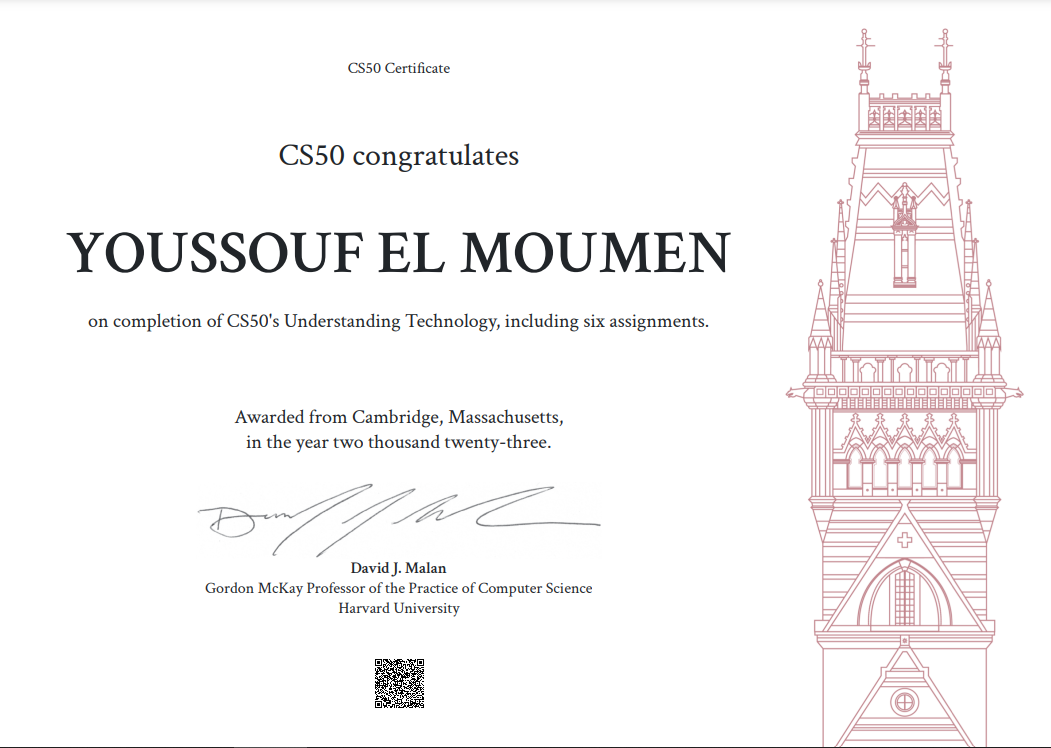 CS50 Certificate
CS50 congratulates
YOUSSOUF EL MOUMEN
on completion of CS50's Understanding Technology, including six assignments.
Awarded from Cambridge, Massachusetts,
in the year two thousand twenty-three.
David J. Malan
Gordon McKay Professor of the Practice of Computer Science
Harvard University